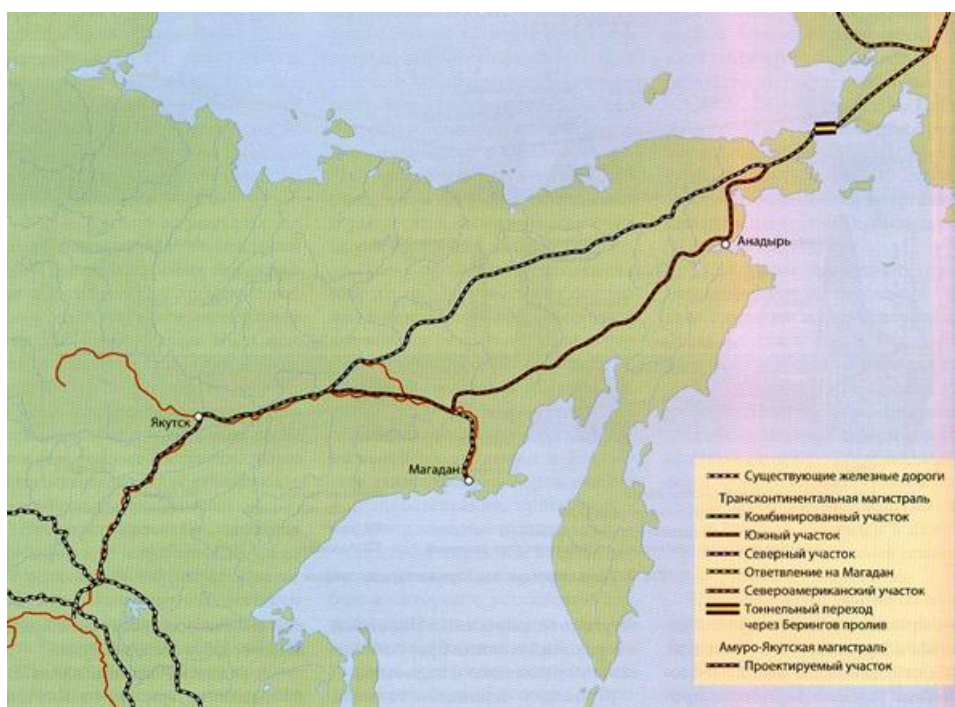 Анадырь
Якутск
Магадан
Существующие железные дороги
Трансконтинентальная магистраль
Комбинированный участок
Южный участок
Северный участок
Ответвление на Магадан
Североамериканский участок
Тоннельный переход
через Берингов пролив
Амуро-Якутская магистраль
Проектируемый участок